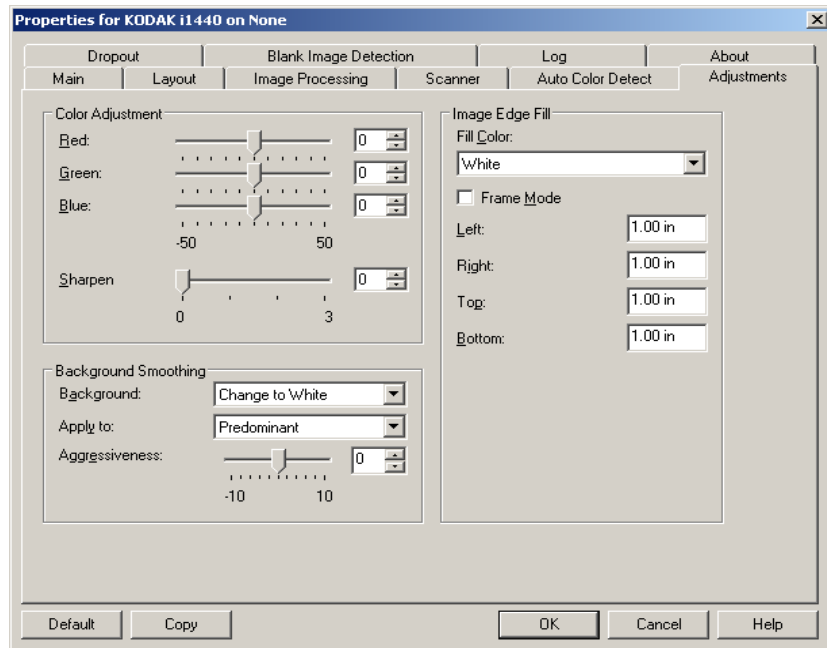 Properties for KODAK i1440 on None
Dropout Blank Image Detection Log About
Main Layout Image Processing Scanner Auto Color Detect Adjustments
Color Adjustment
Red: 0
Green: 0
Blue: 0
-50 50
Sharpen 0
0 3
Background Smoothing
Background: Change to White
Apply to: Predominant
Aggressiveness: 0
-10 10
Image Edge Fill
Fill Color:
White
Frame Mode
Left: 1.00 in
Right: 1.00 in
Top: 1.00 in
Bottom: 1.00 in
Default Copy OK Cancel Help